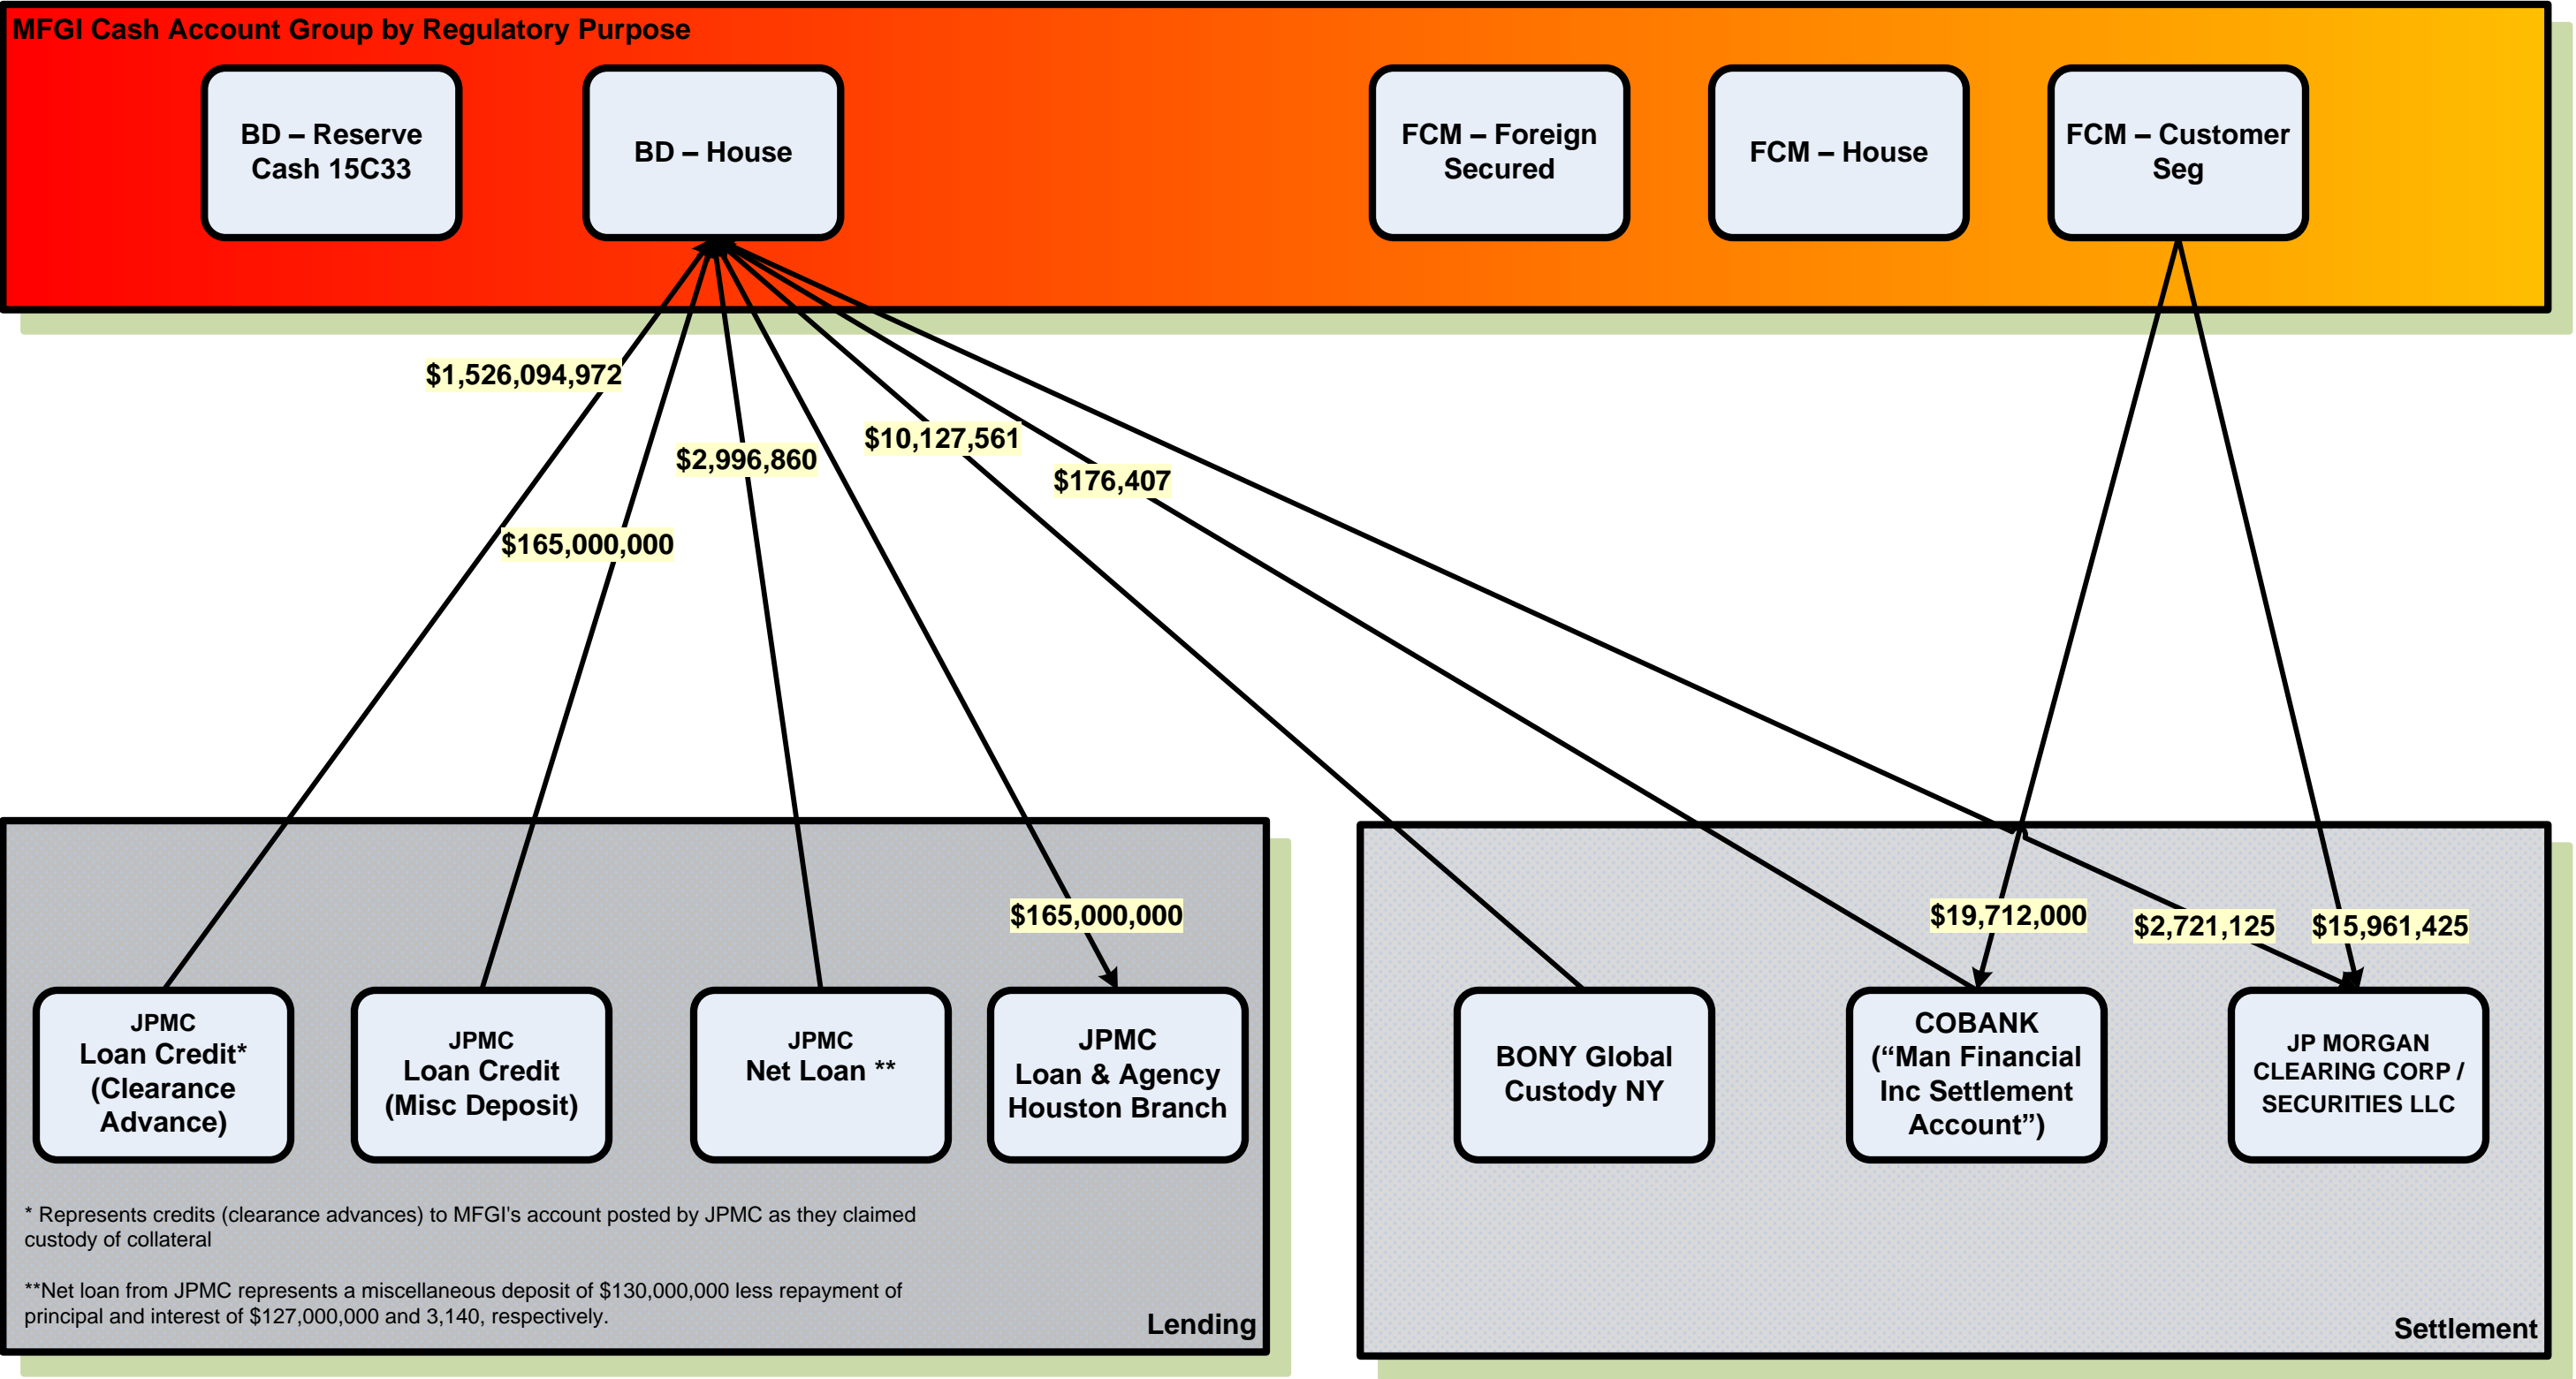 MFGI Cash Account Group by Regulatory Purpose
BD – Reserve
Cash 15C33
BD – House
FCM – Foreign
Secured
FCM – House
FCM – Customer
Seg
$1,526,094,972
$165,000,000
$2,996,860
$10,127,561
$176,407
$165,000,000
$19,712,000
$2,721,125
$15,961,425
JPMC
Loan Credit*
(Clearance
Advance)
JPMC
Loan Credit
(Misc Deposit)
JPMC
Net Loan **
JPMC
Loan & Agency
Houston Branch
* Represents credits (clearance advances) to MFGI's account posted by JPMC as they claimed
custody of collateral
**Net loan from JPMC represents a miscellaneous deposit of $130,000,000 less repayment of
principal and interest of $127,000,000 and 3,140, respectively.
Lending
BONY Global
Custody NY
COBANK
(“Man Financial
Inc Settlement
Account”)
JP MORGAN
CLEARING CORP /
SECURITIES LLC
Settlement